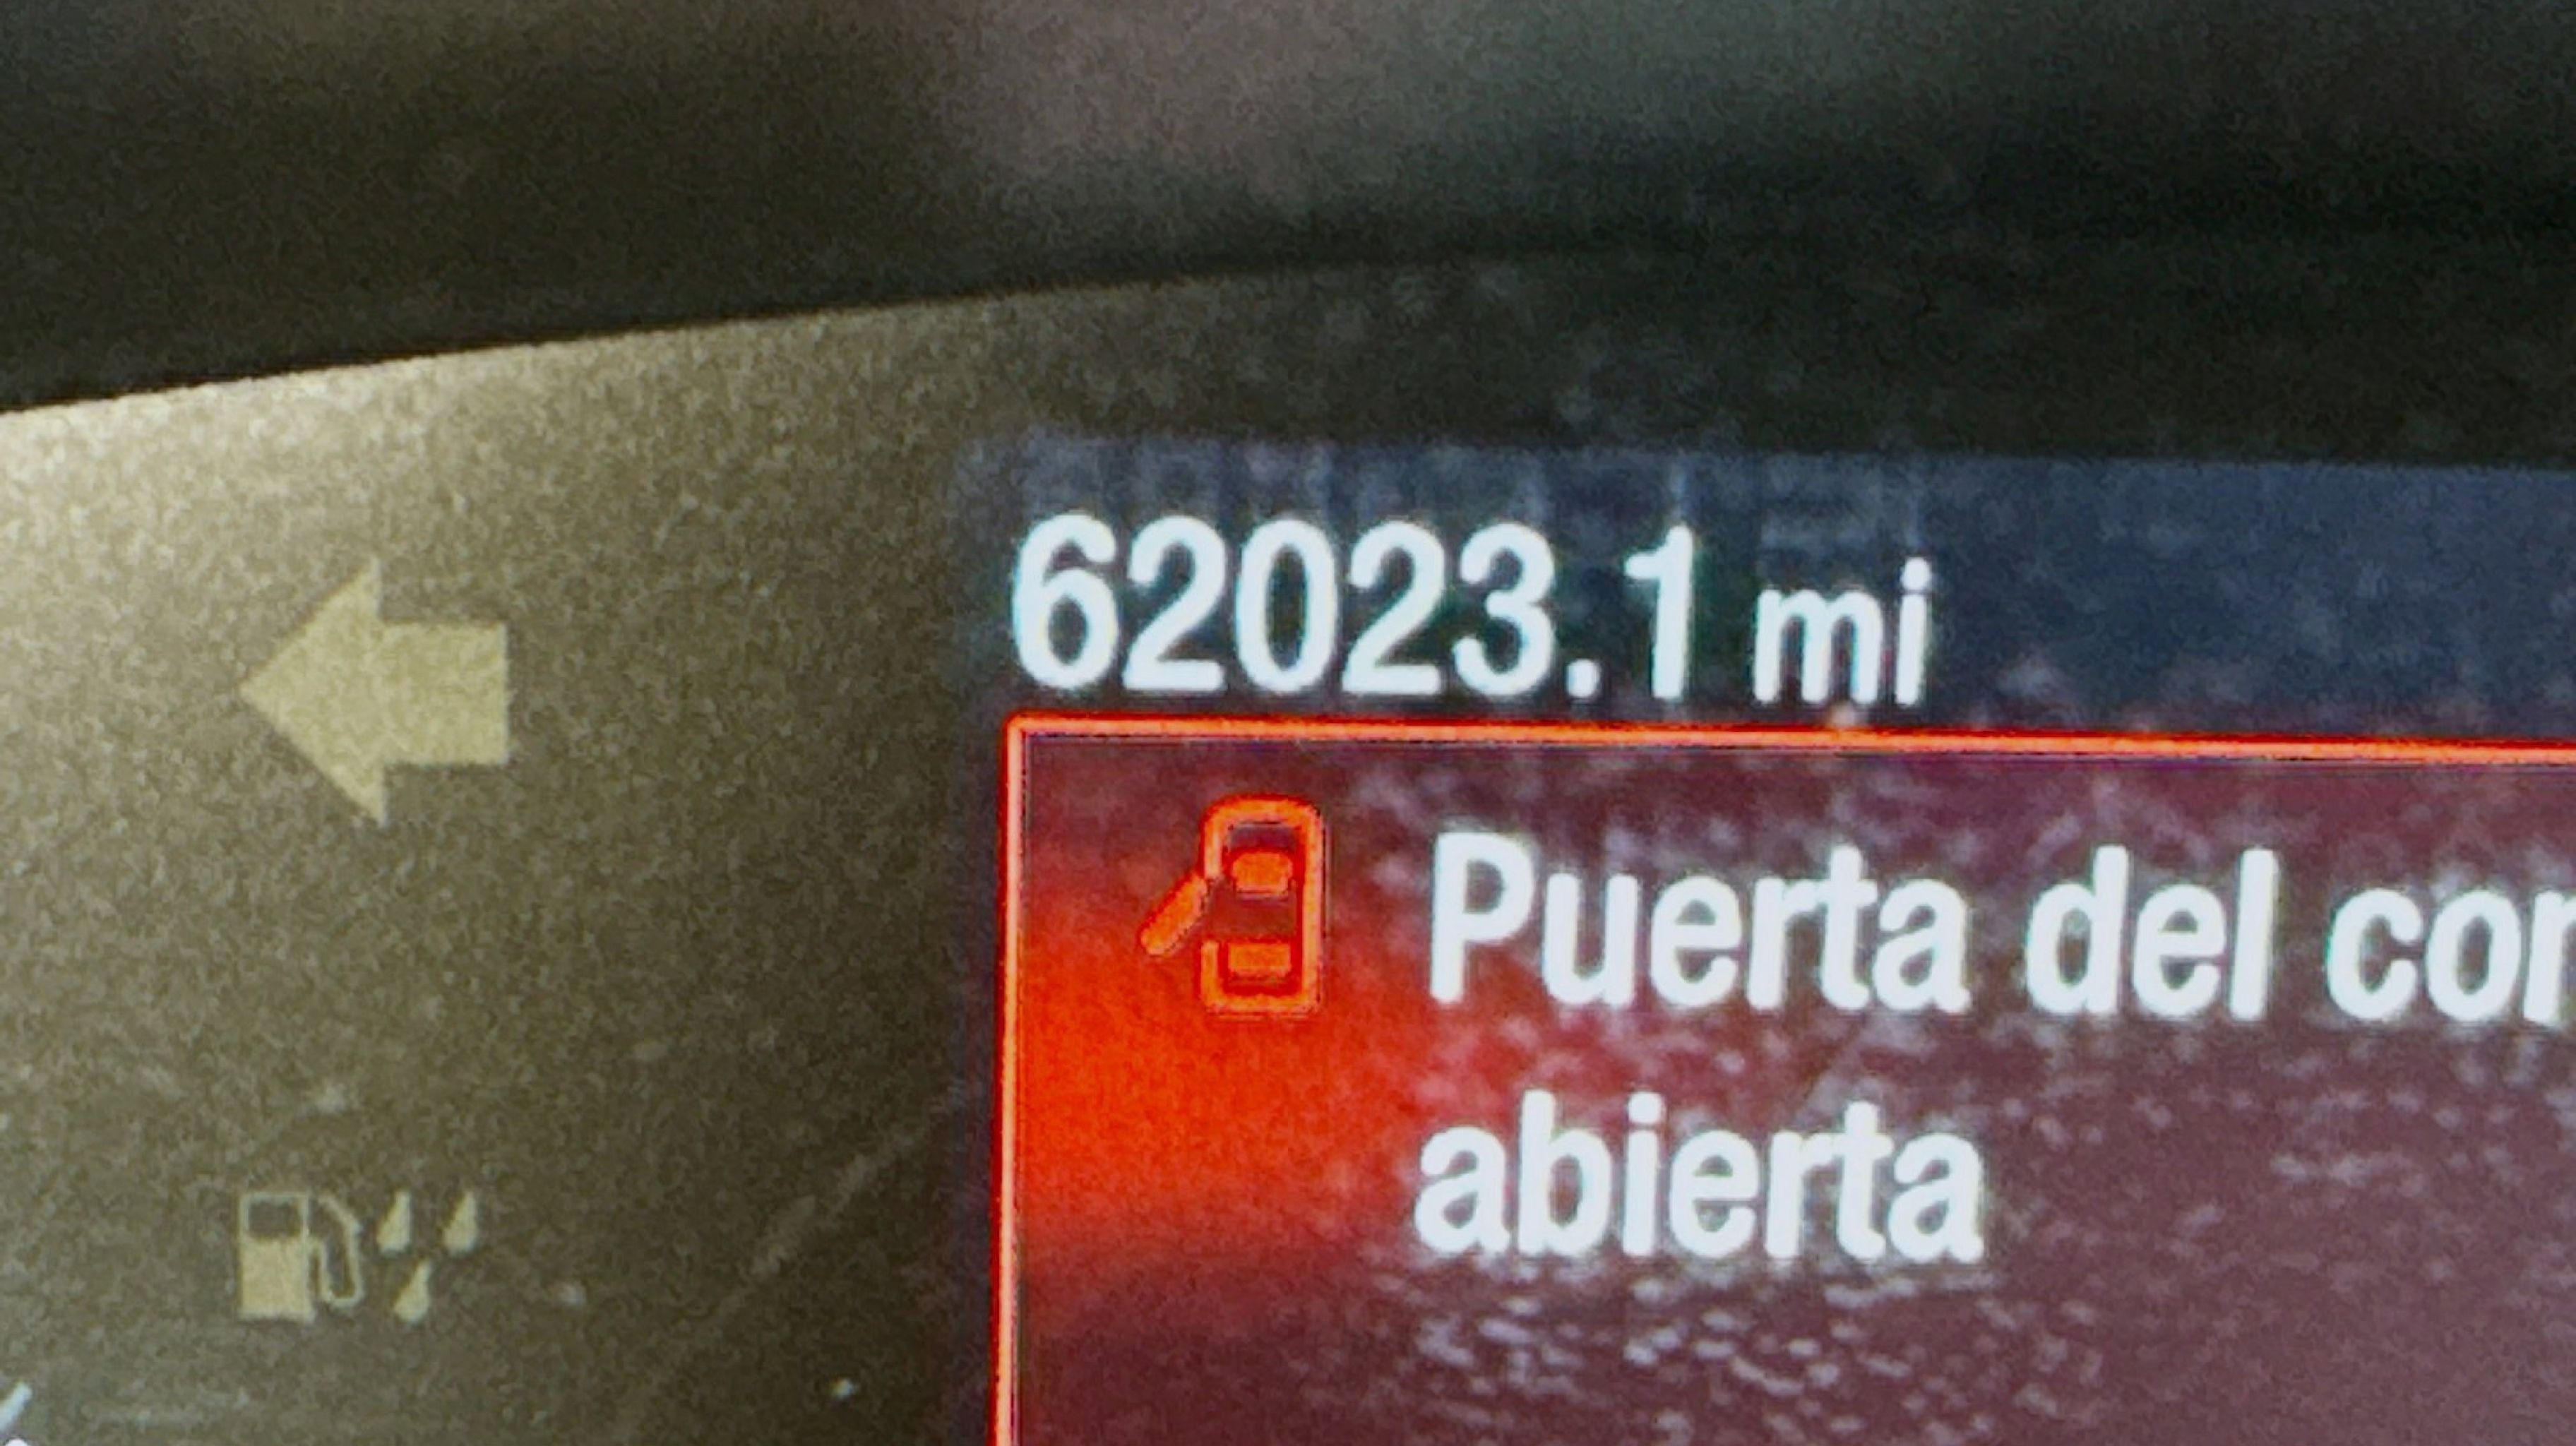 62023.1 mi
Puerta del
abierta